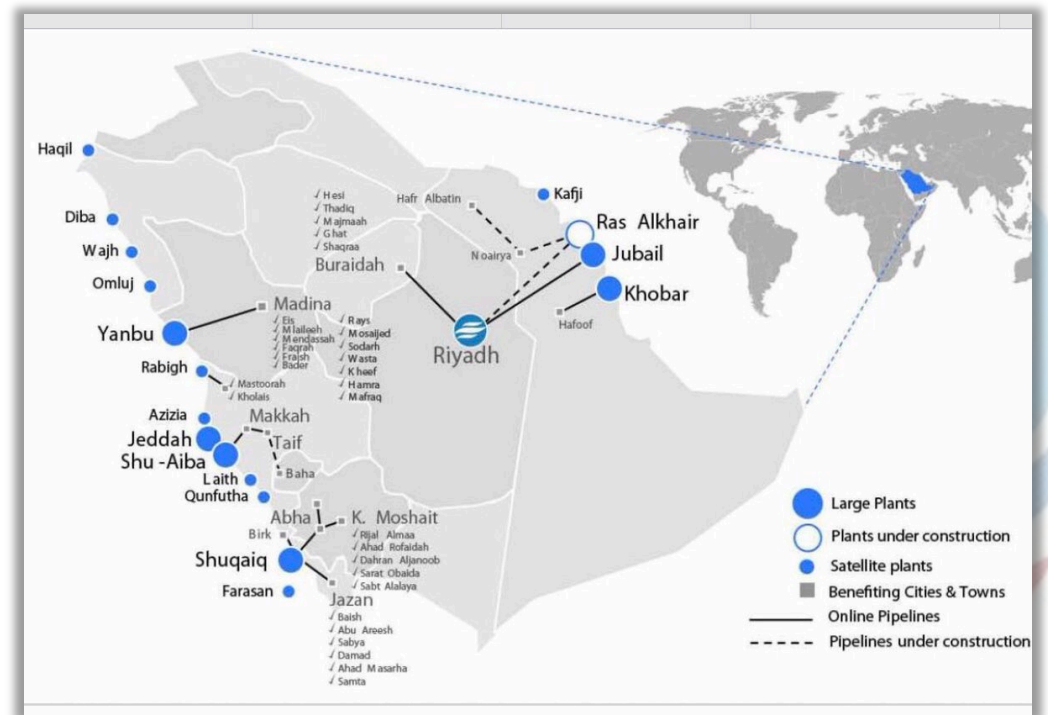 Haqil
Diba
Wajh
Omluj
Yanbu
Rabigh
Azizia
Jeddah
Shu -Aiba
Laith
Qunfutha
Birk
Shuqaiq
Farasan
✓ Hesi
✓ Thadiq
✓ Majmaah
✓ Ghat
✓ Shaqraa
Buraidah
Hafr Albatin
Noairya
Kafji
Ras Alkhair
Jubail
Khobar
Hafoof
Riyadh
Madina
✓ Eis
✓ Mlaileeh
✓ Mendassah
✓ Faqrah
✓ Fraish
✓ Bader
✓ Rays
✓ Mosaijed
✓ Sodarh
✓ Wasta
✓ Kheef
✓ Hamra
✓ Mafraq
✓ Mastoorah
✓ Kholais
Makkah
Taif
Baha
Abha
K. Moshait
✓ Rijal Almaa
✓ Ahad Rofaidah
✓ Dahran Aljanoob
✓ Sarat Obaida
✓ Sabt Alalaya
Jazan
✓ Baish
✓ Abu Areesh
✓ Sabya
✓ Damad
✓ Ahad Masarha
✓ Samta
Large Plants
Plants under construction
Satellite plants
Benefiting Cities & Towns
Online Pipelines
Pipelines under construction